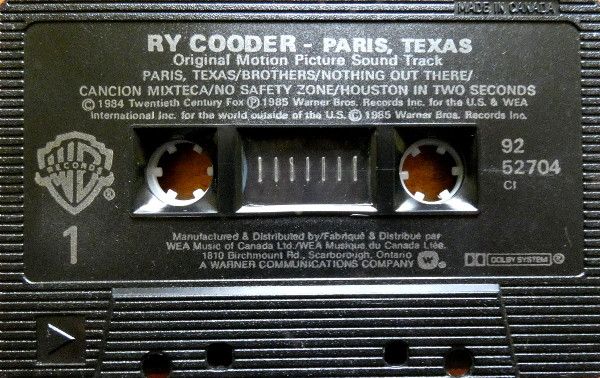 MADE IN CANADA
RY COODER - PARIS, TEXAS
Original Motion Picture Sound Track
PARIS, TEXAS/BROTHERS/NOTHING OUT THERE/
CANCION MIXTECA/NO SAFETY ZONE/HOUSTON IN TWO SECONDS
© 1984 Twentieth Century Fox ℗ 1985 Warner Bros. Records Inc. for the U.S. & WEA
International Inc. for the world outside of the U.S. © 1985 Warner Bros. Records Inc.
WB RECORDS ®
92
52704
C1
1
Manufactured & Distributed by/Fabriqué & Distribué par
WEA Music of Canada Ltd./WEA Musique du Canada Ltée.
1810 Birchmount Rd., Scarborough, Ontario
A WARNER COMMUNICATIONS COMPANY
DOLBY SYSTEM ®